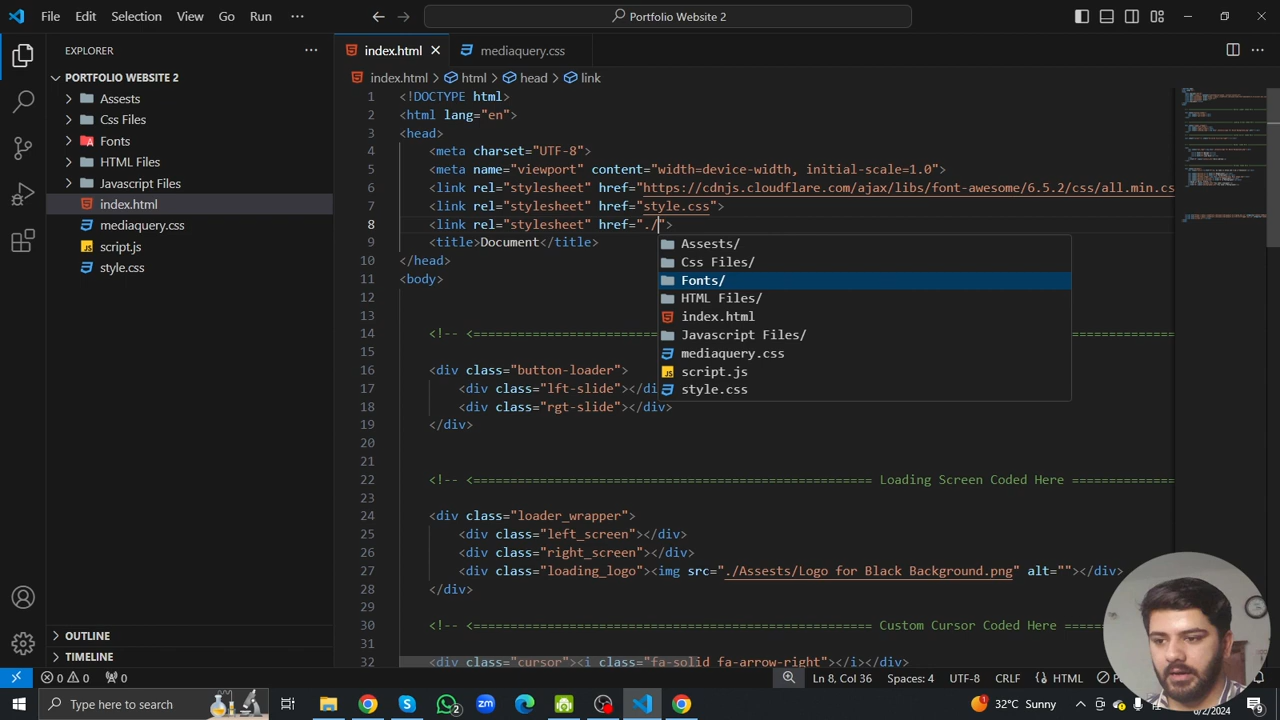 File Edit Selection View Go Run ···
Portfolio Website 2
EXPLORER
PORTFOLIO WEBSITE 2
Assests
Css Files
Fonts
HTML Files
Javascript Files
index.html
mediaquery.css
script.js
style.css
OUTLINE
TIMELINE
index.html mediaquery.css
index.html > html > head > link
1 <!DOCTYPE html>
2 <html lang="en">
3 <head>
4 <meta charset="UTF-8">
5 <meta name="viewport" content="width=device-width, initial-scale=1.0">
6 <link rel="stylesheet" href="https://cdnjs.cloudflare.com/ajax/libs/font-awesome/6.5.2/css/all.min.cs
7 <link rel="stylesheet" href="style.css">
8 <link rel="stylesheet" href="./">
9 <title>Document</title>
10 </head>
11 <body>
12
13
14 <!-- <=============================
15
16 <div class="button-loader">
17 <div class="lft-slide"></di
18 <div class="rgt-slide"></div>
19 </div>
20
21
22 <!-- <====================================================== Loading Screen Coded Here ==============
23
24 <div class="loader_wrapper">
25 <div class="left_screen"></div>
26 <div class="right_screen"></div>
27 <div class="loading_logo"><img src="./Assests/Logo for Black Background.png" alt=""></div>
28 </div>
29
30 <!-- <====================================================== Custom Cursor Coded Here ==
31
32 <div class="cursor"><i class="fa-solid fa-arrow-right"></i></div>
Assests/
Css Files/
Fonts/
HTML Files/
index.html
Javascript Files/
mediaquery.css
script.js
style.css
0 0 0 Ln 8, Col 36 Spaces: 4 UTF-8 CRLF HTML
Type here to search 2 32°C Sunny 6/2/2024 9